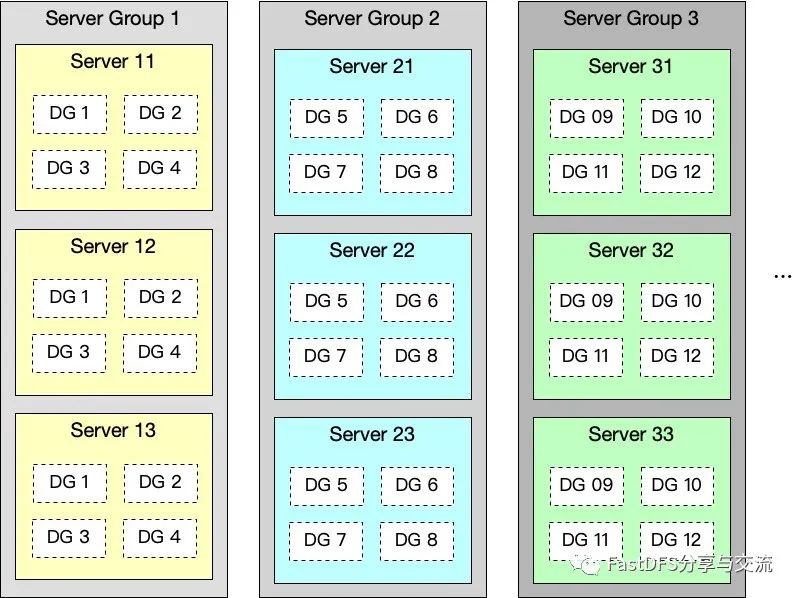 Server Group 1
Server 11
DG 1 DG 2
DG 3 DG 4
Server 12
DG 1 DG 2
DG 3 DG 4
Server 13
DG 1 DG 2
DG 3 DG 4
Server Group 2
Server 21
DG 5 DG 6
DG 7 DG 8
Server 22
DG 5 DG 6
DG 7 DG 8
Server 23
DG 5 DG 6
DG 7 DG 8
Server Group 3
Server 31
DG 09 DG 10
DG 11 DG 12
Server 32
DG 09 DG 10
DG 11 DG 12
Server 33
DG 09 DG 10
DG 11 DG 12
...
FastDFS分享与交流